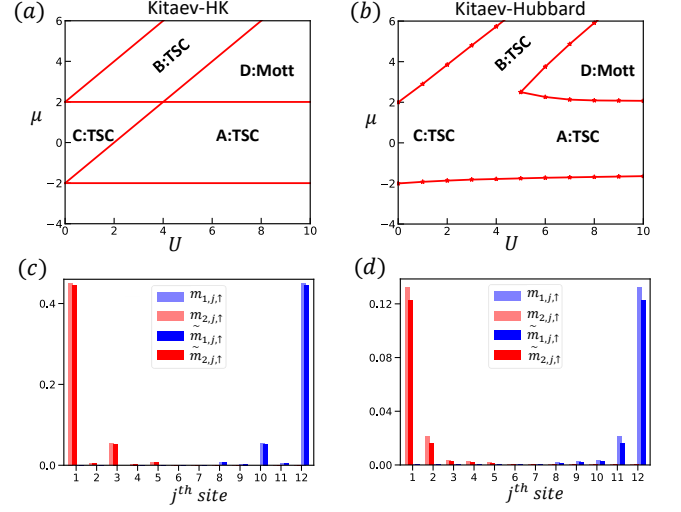 (a) Kitaev-HK
6
4
2
0
−2
−4
μ
B:TSC
D:Mott
C:TSC
A:TSC
0 2 4 6 8 10
U
(b) Kitaev-Hubbard
6
4
2
0
−2
−4
μ
B:TSC
D:Mott
C:TSC
A:TSC
0 2 4 6 8 10
U
(c)
0.4
0.2
0.0
m₁,ⱼ,↑
m₂,ⱼ,↑
m̃₁,ⱼ,↑
m̃₂,ⱼ,↑
1 2 3 4 5 6 7 8 9 10 11 12
jᵗʰ site
(d)
0.12
0.08
0.04
0.00
m₁,ⱼ,↑
m₂,ⱼ,↑
m̃₁,ⱼ,↑
m̃₂,ⱼ,↑
1 2 3 4 5 6 7 8 9 10 11 12
jᵗʰ site